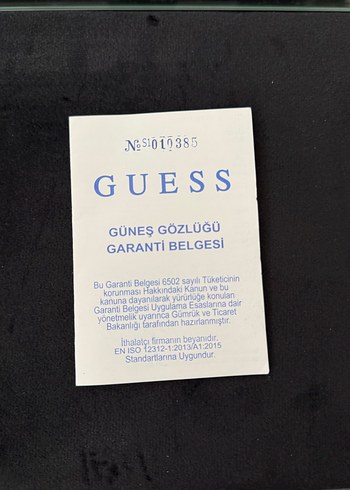 № S1 010385
GUESS
GÜNEŞ GÖZLÜĞÜ
GARANTİ BELGESİ
Bu Garanti Belgesi 6502 sayılı Tüketicinin
korunması Hakkındaki Kanun ve bu
kanuna dayanılarak yürürlüğe konulan
Garanti Belgesi Uygulama Esaslarına dair
yönetmelik uyarınca Gümrük ve Ticaret
Bakanlığı tarafından hazırlanmıştır.
İthalatçı firmanın beyanıdır.
EN ISO 12312-1:2013/A1:2015
Standartlarına Uygundur.